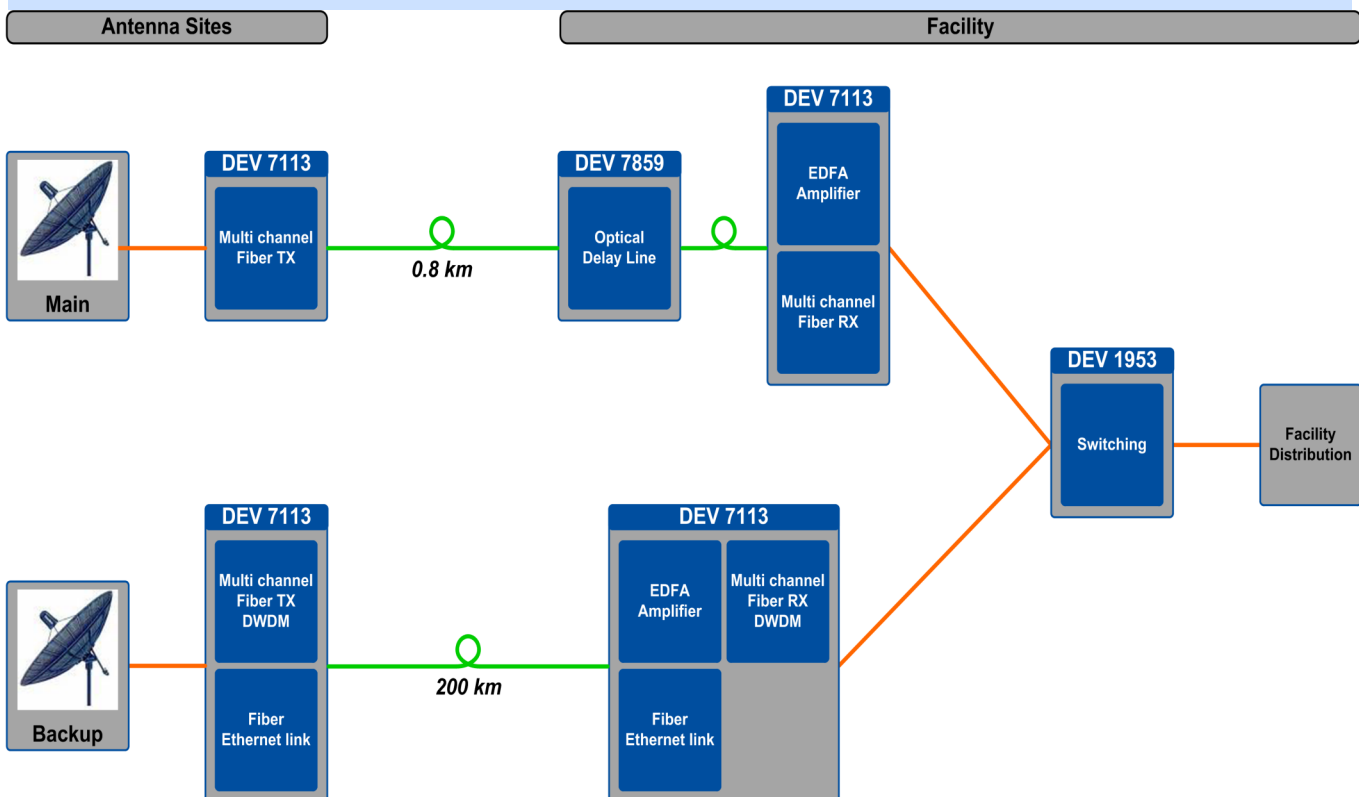 Antenna Sites
Facility
DEV 7113
EDFA
Amplifier
Multi channel
Fiber RX
Main
DEV 7113
Multi channel
Fiber TX
0.8 km
DEV 7859
Optical
Delay Line
DEV 1953
Switching
Facility
Distribution
Backup
DEV 7113
Multi channel
Fiber TX
DWDM
Fiber
Ethernet link
200 km
DEV 7113
EDFA
Amplifier
Multi channel
Fiber RX
DWDM
Fiber
Ethernet link